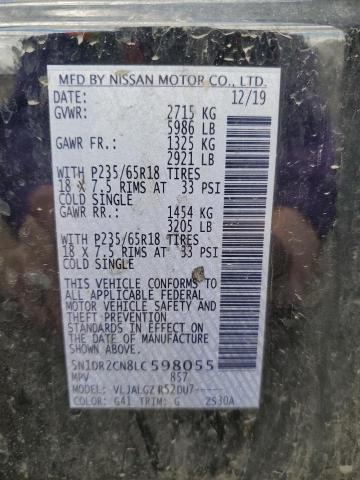 MFD BY NISSAN MOTOR CO., LTD.
DATE: 12/19
GVWR: 2715 KG
5986 LB
GAWR FR.: 1325 KG
2921 LB
WITH P235/65R18 TIRES
18 X 7.5 RIMS AT 33 PSI
COLD SINGLE
GAWR RR.: 1454 KG
3205 LB
WITH P235/65R18 TIRES
18 X 7.5 RIMS AT 33 PSI
COLD SINGLE
THIS VEHICLE CONFORMS TO
ALL APPLICABLE FEDERAL
MOTOR VEHICLE SAFETY, BUMPER
AND THEFT PREVENTION
STANDARDS IN EFFECT ON
THE DATE OF MANUFACTURE
SHOWN ABOVE.
5N1DR2CN8LC598055
MPV 857
MODEL: VLJALGZ R52DU7-----
COLOR: G41 TRIM: G 2S30A